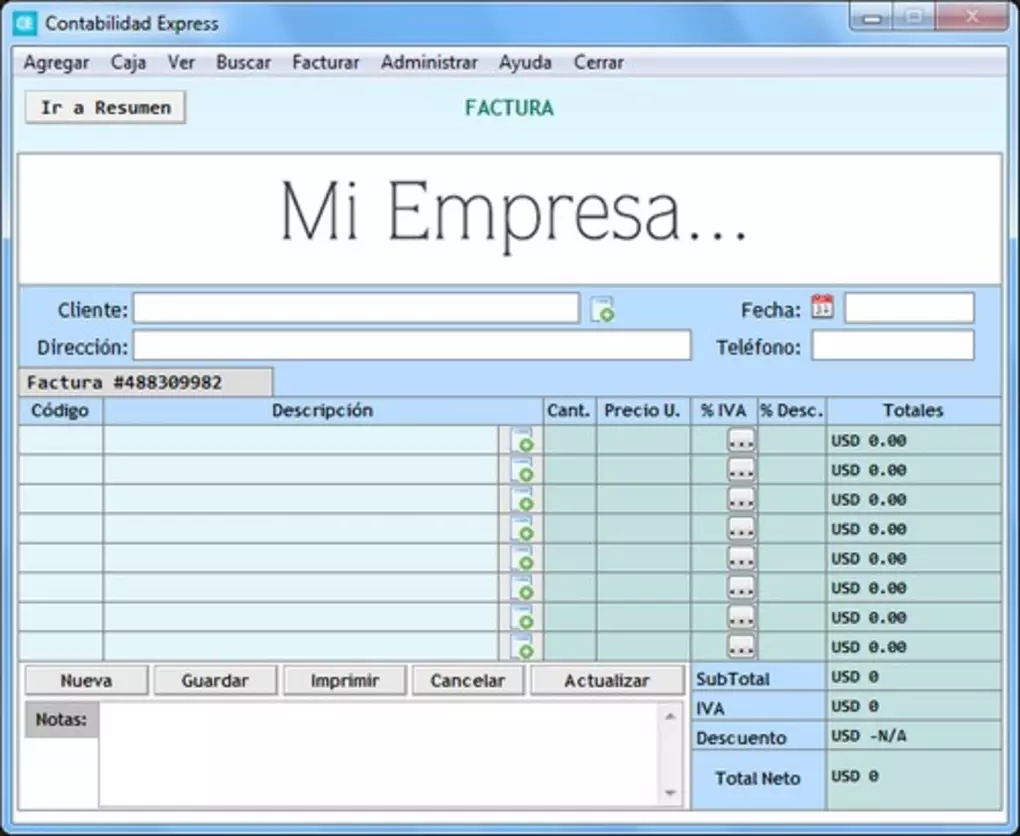 Contabilidad Express
Agregar Caja Ver Buscar Facturar Administrar Ayuda Cerrar
Ir a Resumen FACTURA
Mi Empresa...
Cliente: Fecha:
Dirección: Teléfono:
Factura #488309982
Código Descripción Cant. Precio U. % IVA % Desc. Totales
... USD 0.00
... USD 0.00
... USD 0.00
... USD 0.00
... USD 0.00
... USD 0.00
... USD 0.00
... USD 0.00
Nueva Guardar Imprimir Cancelar Actualizar SubTotal USD 0
Notas: IVA USD 0
Descuento USD -N/A
Total Neto USD 0